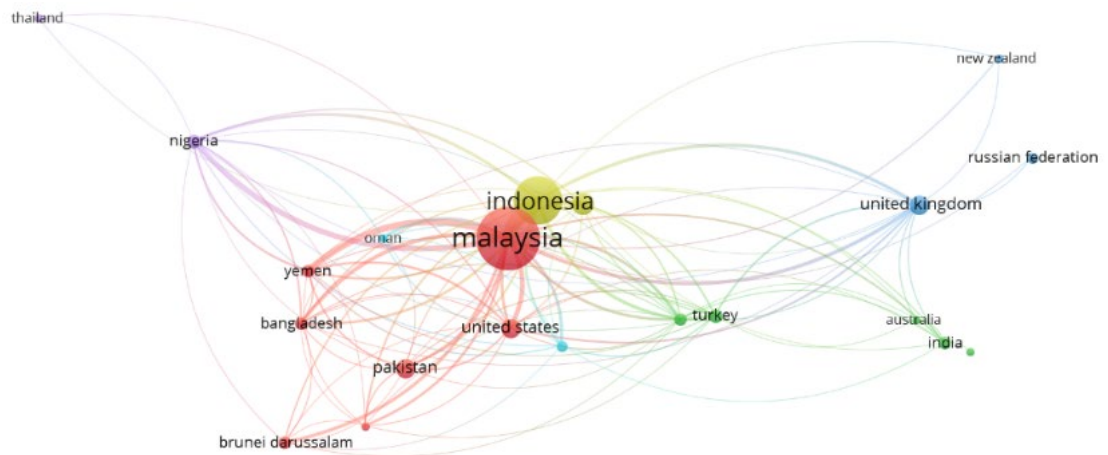 thailand
new zealand
nigeria
russian federation
indonesia
united kingdom
malaysia
oman
yemen
turkey
bangladesh
united states
australia
india
pakistan
brunei darussalam